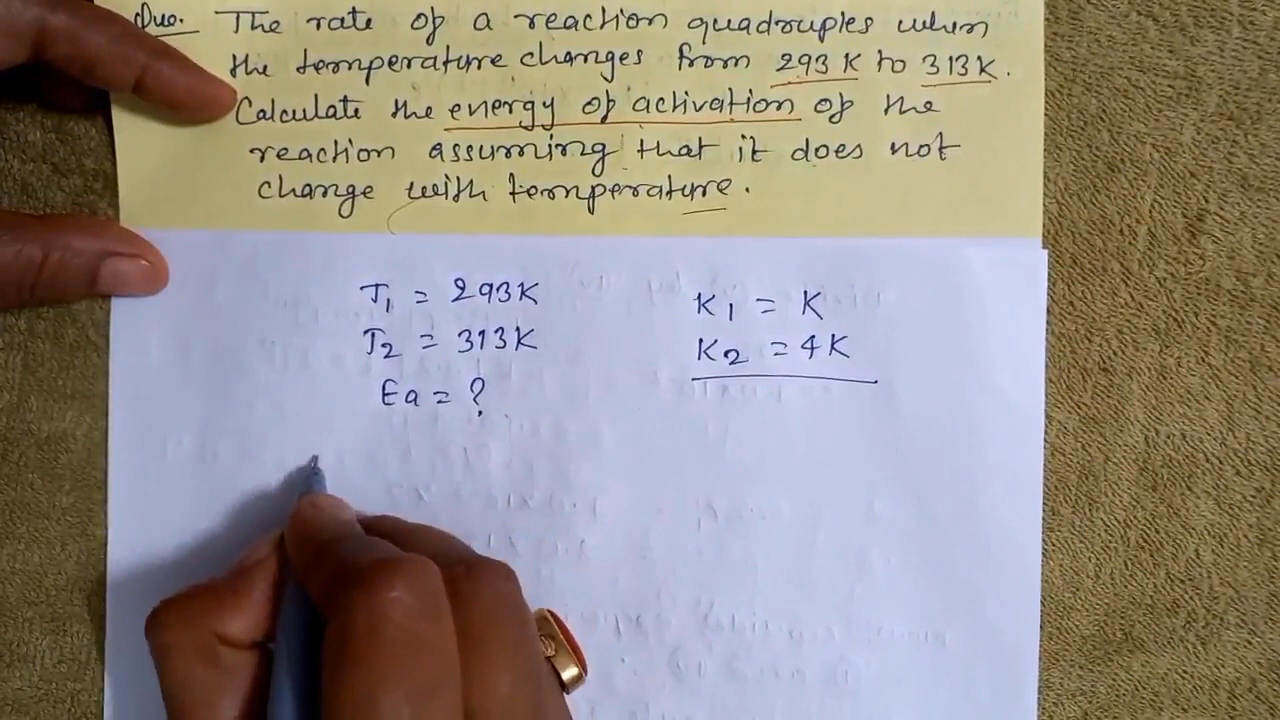 Que. The rate of a reaction quadruples when
the temperature changes from 293 K to 313K.
Calculate the energy of activation of the
reaction assuming that it does not
change with temperature.
T₁ = 293K
K₁ = K
T₂ = 313K
K₂ = 4K
Ea = ?